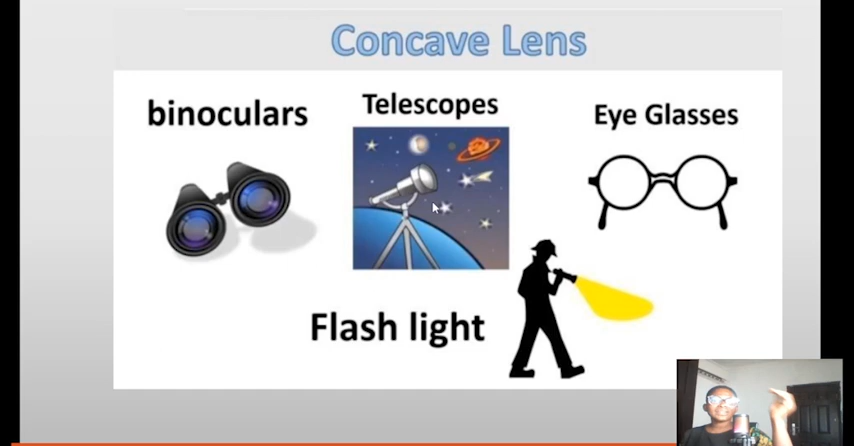 Concave Lens
binoculars
Telescopes
Eye Glasses
Flash light